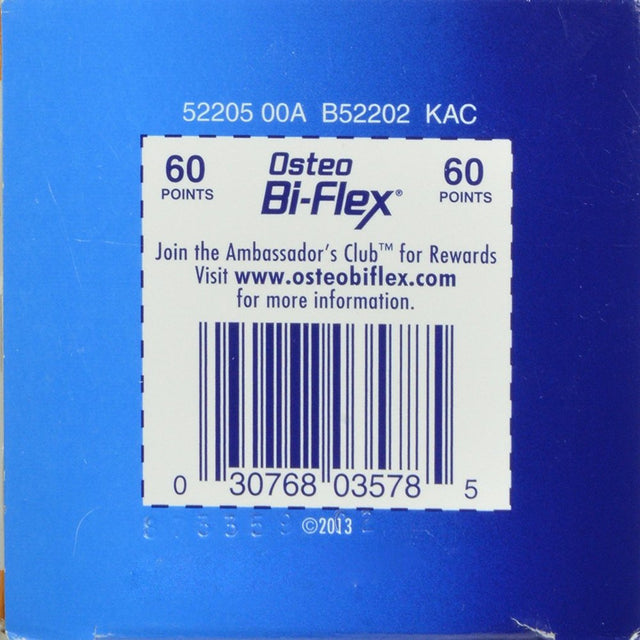 52205 00A B52202 KAC
60 Osteo 60
POINTS Bi-Flex® POINTS
Join the Ambassador's Club™ for Rewards
Visit www.osteobiflex.com
for more information.
0 30768 03578 5
©2013